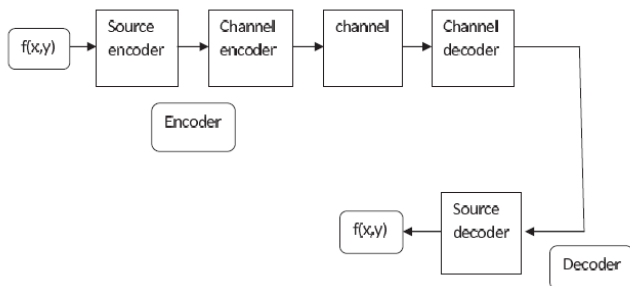 f(x,y)
Source
encoder
Channel
encoder
channel
Channel
decoder
Encoder
f(x,y)
Source
decoder
Decoder